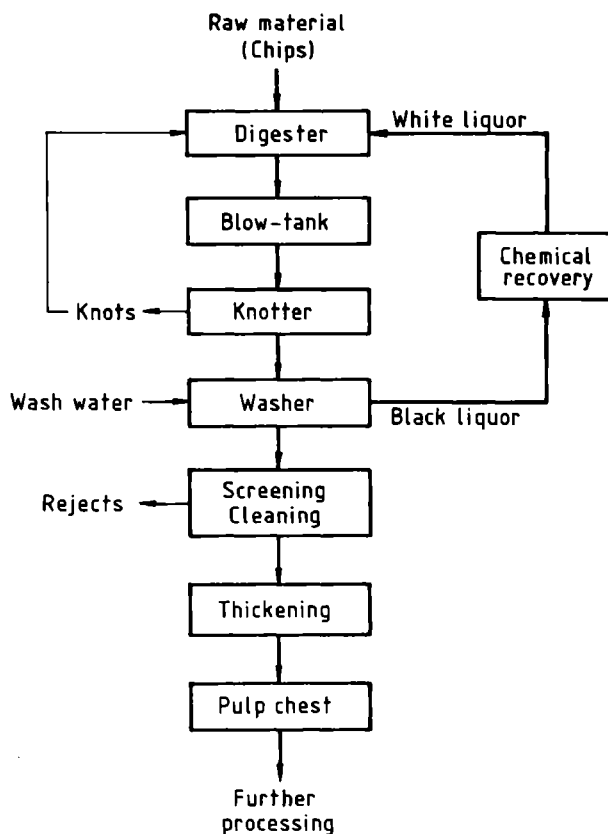 Raw material
(Chips)
Digester
White liquor
Blow-tank
Chemical
recovery
Knots
Knotter
Wash water
Washer
Black liquor
Rejects
Screening
Cleaning
Thickening
Pulp chest
Further
processing